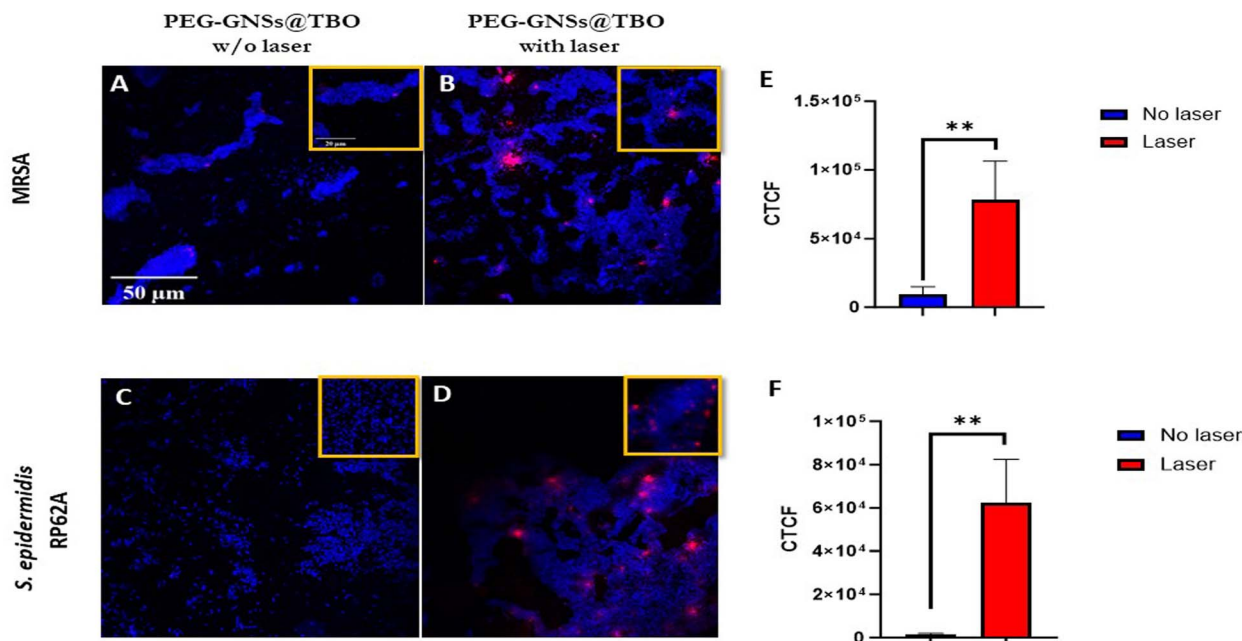 PEG-GNSs@TBO
w/o laser
PEG-GNSs@TBO
with laser
MRSA
A
20 µm
50 µm
B
E
CTCF
1.5×10⁵
1×10⁵
5×10⁴
0
**
No laser
Laser
S. epidermidis
RP62A
C
D
F
CTCF
1×10⁵
8×10⁴
6×10⁴
4×10⁴
2×10⁴
0
**
No laser
Laser